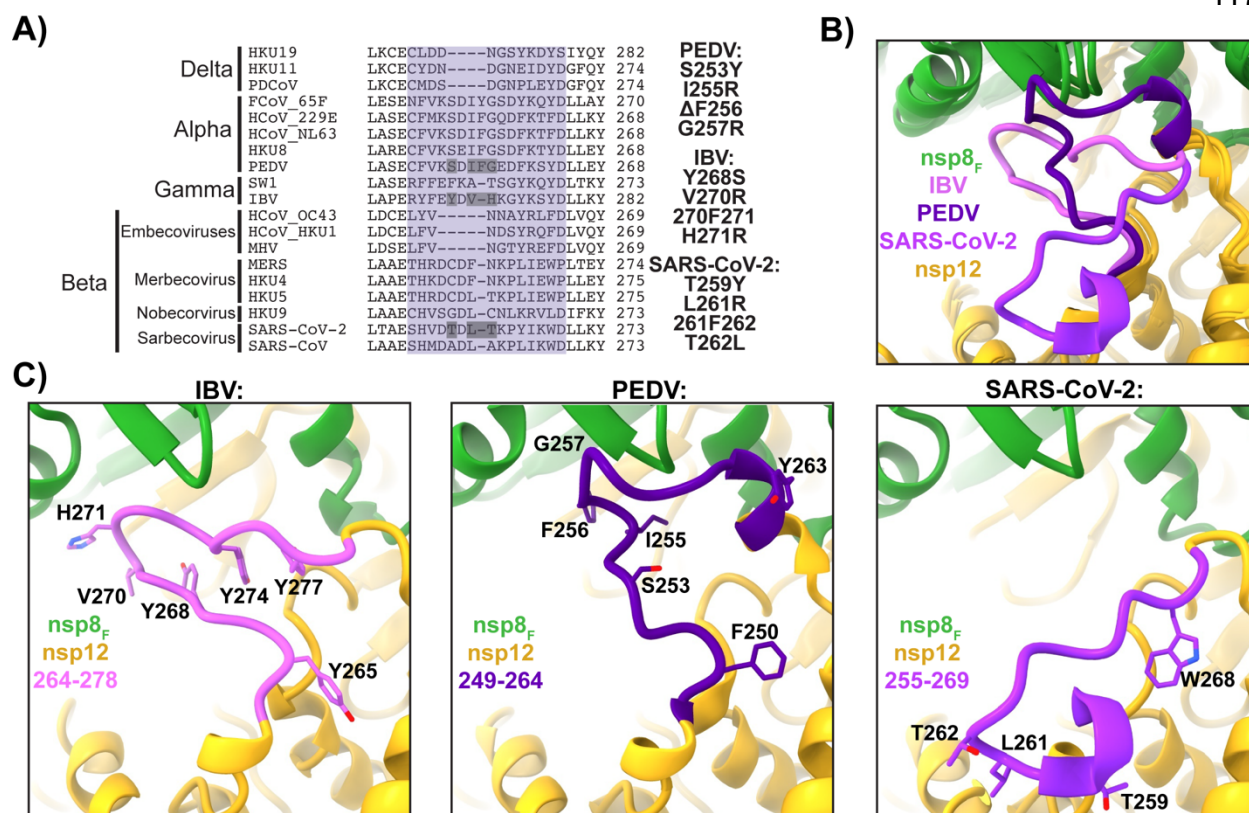 A)
Delta
Alpha
Gamma
Beta
Embecoviruses
Merbecovirus
Nobecorvirus
Sarbecovirus
HKU19 LKCECLDD----NGSYKDYSIYQY 282
HKU11 LKCECYDN----DGNEIDYDGFQY 274
PDCoV LKCECMDS----DGNPLEYDGFQY 274
FCoV_65F LESENFVKSDIYGSDYKQYDLLAY 270
HCoV_229E LKSECFMKSDIFGSDFKTFDLLKY 268
HCoV_NL63 LKSECFVKSDIFGSDFKTFDLLKY 268
HKU8 LARECFVKSEIFGSDFKTFDLLEY 268
PEDV LASECFVKSDIFGEDFKSYDLLEY 268
SW1 LASERFFEFKA-TSGYKQYDLTKY 273
IBV LAPERYFEYDV-HKGYKSYDLLKY 282
HCoV_OC43 LDCELYV-----NNAYRLFDLVQY 269
HCoV_HKU1 LDCELFV-----NDSYRQFDLVQY 269
MHV LDSELFV-----NGTYREFDLVQY 269
MERS LAAETHRDCDF-NKPLIEWPLTEY 274
HKU4 LAAETHKDCDF-TKPLIEWPLLEY 275
HKU5 LAAETHRDCDL-TKPLIEWPLLEY 275
HKU9 LAAECHVSGDL-CNLKRVLDIFKY 273
SARS-CoV-2 LTAESHVDTDL-TKPYIKWDLLKY 273
SARS-CoV LAAESHMDADL-AKPLIKWDLLKY 273
PEDV:
S253Y
I255R
ΔF256
G257R
IBV:
Y268S
V270R
270F271
H271R
SARS-CoV-2:
T259Y
L261R
261F262
T262L
B)
nsp8F
IBV
PEDV
SARS-CoV-2
nsp12
C)
IBV:
H271
V270
Y268
Y274
Y277
Y265
nsp8F
nsp12
264-278
PEDV:
G257
Y263
F256
I255
S253
F250
nsp8F
nsp12
249-264
SARS-CoV-2:
nsp8F
nsp12
255-269
W268
T262
L261
T259